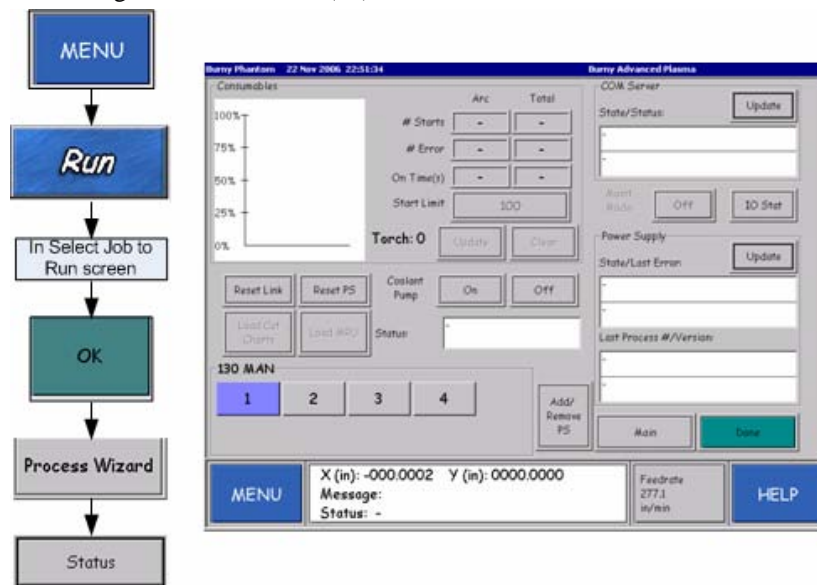 MENU
Run
In Select Job to
Run screen
OK
Process Wizard
Status
Burny Phantom 22 Nov 2006 22:51:34 Burny Advanced Plasma
Consumables
Arc Total
100%
75%
50%
25%
0%
# Starts - -
# Error - -
On Time(s) - -
Start Limit 100
Torch: 0 Update Clear
Reset Link Reset PS Coolant
Pump On Off
Load Cut
Charts Load MPU Status: -
130 MAN
1 2 3 4
Add/
Remove
PS
COM Server
State/Status: Update
-
-
Mode: Off IO Stat
Power Supply
State/Last Error: Update
-
-
Last Process #/Version:
-
-
Main Done
MENU
X (in): -000.0002 Y (in): 0000.0000
Message:
Status: -
Feedrate
277.1
in/min
HELP